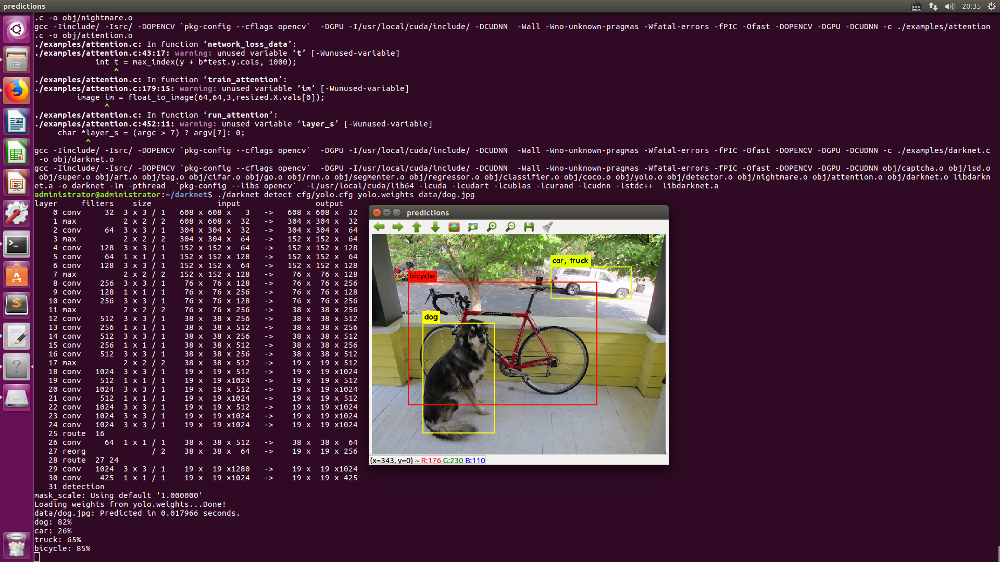 predictions
20:35
.c -o obj/nightmare.o
gcc -Iinclude/ -Isrc/ -DOPENCV `pkg-config --cflags opencv`  -DGPU -I/usr/local/cuda/include/ -DCUDNN  -Wall -Wno-unknown-pragmas -Wfatal-errors -fPIC -Ofast -DOPENCV -DGPU -DCUDNN -c ./examples/attention
.c -o obj/attention.o
./examples/attention.c: In function ‘network_loss_data’:
./examples/attention.c:43:17: warning: unused variable ‘t’ [-Wunused-variable]
             int t = max_index(y + b*test.y.cols, 1000);
                 ^
./examples/attention.c: In function ‘train_attention’:
./examples/attention.c:179:15: warning: unused variable ‘im’ [-Wunused-variable]
         image im = float_to_image(64,64,3,resized.X.vals[0]);
               ^
./examples/attention.c: In function ‘run_attention’:
./examples/attention.c:452:11: warning: unused variable ‘layer_s’ [-Wunused-variable]
     char *layer_s = (argc > 7) ? argv[7]: 0;
           ^
gcc -Iinclude/ -Isrc/ -DOPENCV `pkg-config --cflags opencv`  -DGPU -I/usr/local/cuda/include/ -DCUDNN  -Wall -Wno-unknown-pragmas -Wfatal-errors -fPIC -Ofast -DOPENCV -DGPU -DCUDNN -c ./examples/darknet.c
 -o obj/darknet.o
gcc -Iinclude/ -Isrc/ -DOPENCV `pkg-config --cflags opencv`  -DGPU -I/usr/local/cuda/include/ -DCUDNN  -Wall -Wno-unknown-pragmas -Wfatal-errors -fPIC -Ofast -DOPENCV -DGPU -DCUDNN obj/captcha.o obj/lsd.o
 obj/super.o obj/art.o obj/tag.o obj/cifar.o obj/go.o obj/rnn.o obj/segmenter.o obj/regressor.o obj/classifier.o obj/coco.o obj/yolo.o obj/detector.o obj/nightmare.o obj/attention.o obj/darknet.o libdarkn
et.a -o darknet -lm -pthread  `pkg-config --libs opencv`  -L/usr/local/cuda/lib64 -lcuda -lcudart -lcublas -lcurand -lcudnn -lstdc++  libdarknet.a
administrator@administrator:~/darknet$ ./darknet detect cfg/yolo.cfg yolo.weights data/dog.jpg
layer     filters    size              input                output
    0 conv     32  3 x 3 / 1   608 x 608 x   3   ->   608 x 608 x  32
    1 max          2 x 2 / 2   608 x 608 x  32   ->   304 x 304 x  32
    2 conv     64  3 x 3 / 1   304 x 304 x  32   ->   304 x 304 x  64
    3 max          2 x 2 / 2   304 x 304 x  64   ->   152 x 152 x  64
    4 conv    128  3 x 3 / 1   152 x 152 x  64   ->   152 x 152 x 128
    5 conv     64  1 x 1 / 1   152 x 152 x 128   ->   152 x 152 x  64
    6 conv    128  3 x 3 / 1   152 x 152 x  64   ->   152 x 152 x 128
    7 max          2 x 2 / 2   152 x 152 x 128   ->    76 x  76 x 128
    8 conv    256  3 x 3 / 1    76 x  76 x 128   ->    76 x  76 x 256
    9 conv    128  1 x 1 / 1    76 x  76 x 256   ->    76 x  76 x 128
   10 conv    256  3 x 3 / 1    76 x  76 x 128   ->    76 x  76 x 256
   11 max          2 x 2 / 2    76 x  76 x 256   ->    38 x  38 x 256
   12 conv    512  3 x 3 / 1    38 x  38 x 256   ->    38 x  38 x 512
   13 conv    256  1 x 1 / 1    38 x  38 x 512   ->    38 x  38 x 256
   14 conv    512  3 x 3 / 1    38 x  38 x 256   ->    38 x  38 x 512
   15 conv    256  1 x 1 / 1    38 x  38 x 512   ->    38 x  38 x 256
   16 conv    512  3 x 3 / 1    38 x  38 x 256   ->    38 x  38 x 512
   17 max          2 x 2 / 2    38 x  38 x 512   ->    19 x  19 x 512
   18 conv   1024  3 x 3 / 1    19 x  19 x 512   ->    19 x  19 x1024
   19 conv    512  1 x 1 / 1    19 x  19 x1024   ->    19 x  19 x 512
   20 conv   1024  3 x 3 / 1    19 x  19 x 512   ->    19 x  19 x1024
   21 conv    512  1 x 1 / 1    19 x  19 x1024   ->    19 x  19 x 512
   22 conv   1024  3 x 3 / 1    19 x  19 x 512   ->    19 x  19 x1024
   23 conv   1024  3 x 3 / 1    19 x  19 x1024   ->    19 x  19 x1024
   24 conv   1024  3 x 3 / 1    19 x  19 x1024   ->    19 x  19 x1024
   25 route  16
   26 conv     64  1 x 1 / 1    38 x  38 x 512   ->    38 x  38 x  64
   27 reorg              / 2    38 x  38 x  64   ->    19 x  19 x 256
   28 route  27 24
   29 conv   1024  3 x 3 / 1    19 x  19 x1280   ->    19 x  19 x1024
   30 conv    425  1 x 1 / 1    19 x  19 x1024   ->    19 x  19 x 425
   31 detection
mask_scale: Using default '1.000000'
Loading weights from yolo.weights...Done!
data/dog.jpg: Predicted in 0.017966 seconds.
dog: 82%
car: 26%
truck: 65%
bicycle: 85%
predictions
car, truck
bicycle
dog
(x=343, y=0) ~ R:176 G:230 B:110